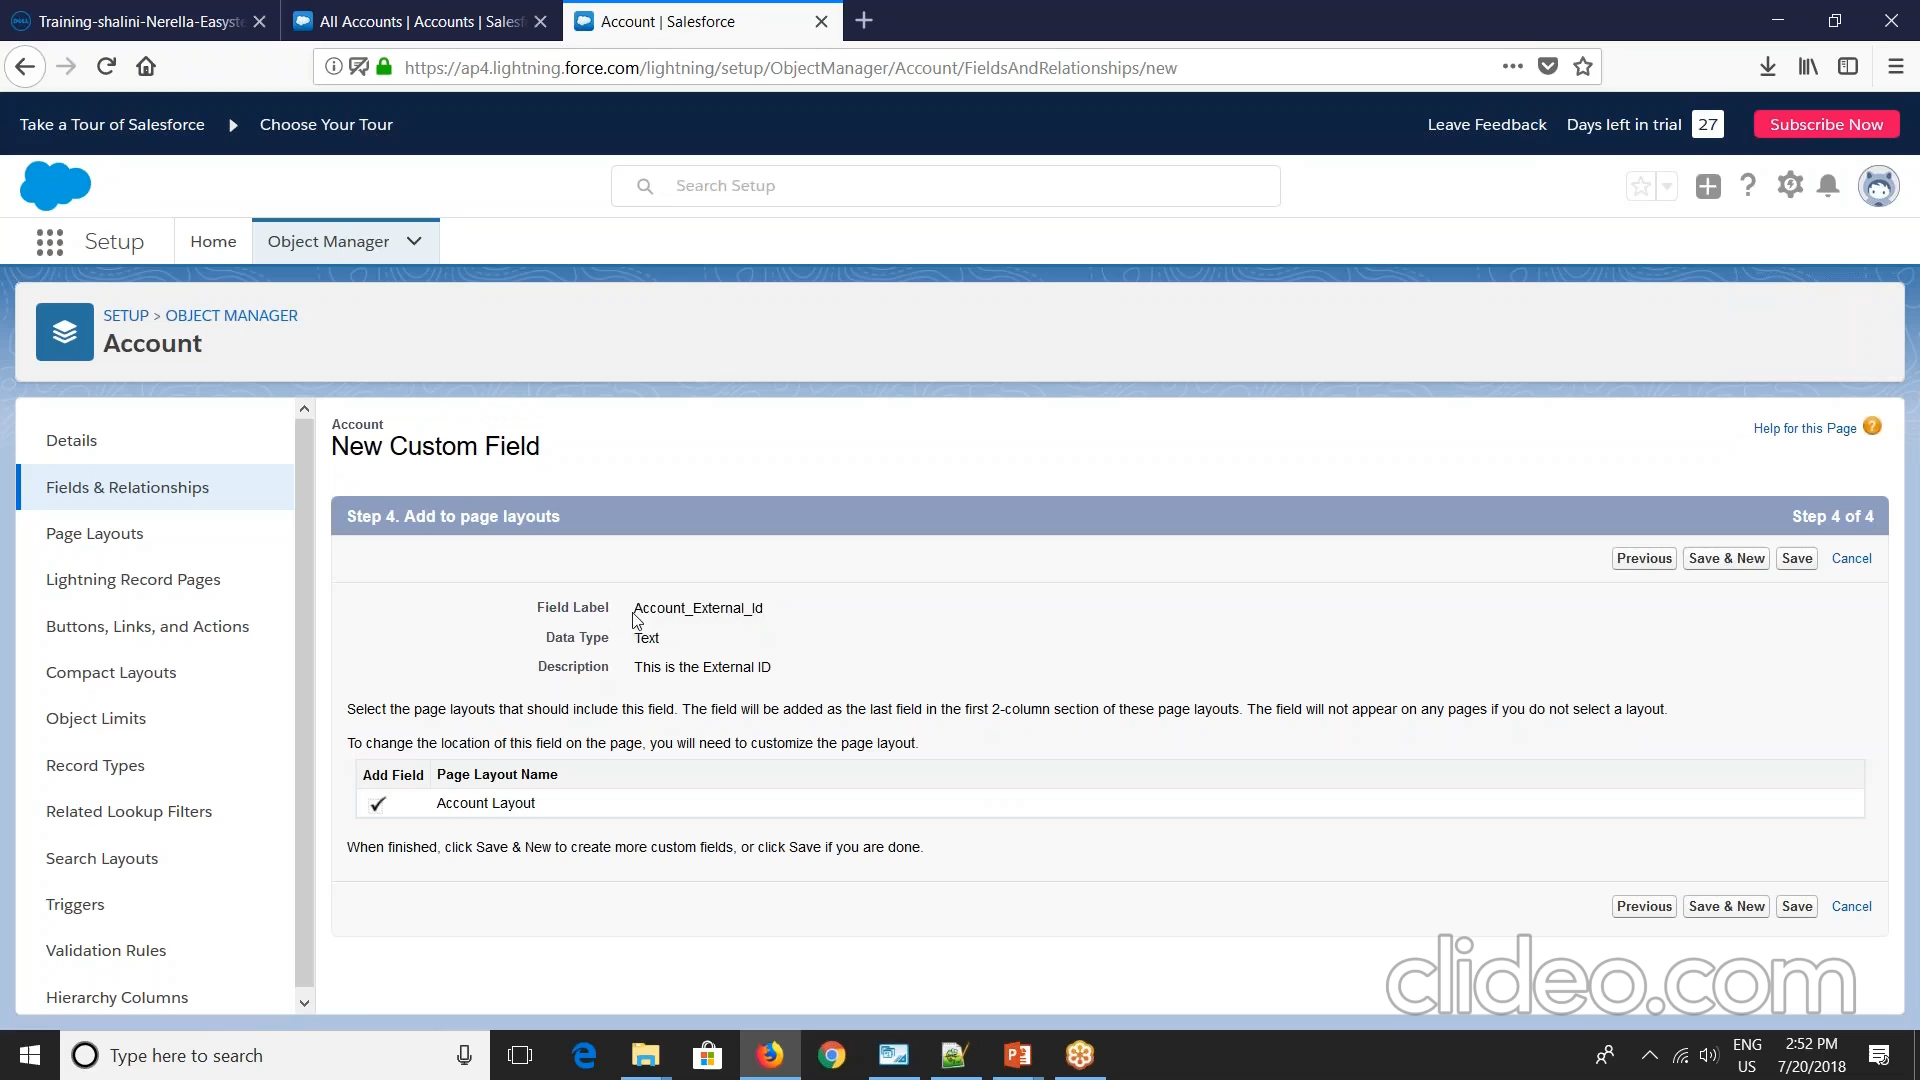 Training-shalini-Nerella-Easyste
All Accounts | Accounts | Salesf
Account | Salesforce
https://ap4.lightning.force.com/lightning/setup/ObjectManager/Account/FieldsAndRelationships/new
Take a Tour of Salesforce
Choose Your Tour
Leave Feedback
Days left in trial
27
Subscribe Now
Search Setup
Setup
Home
Object Manager
SETUP > OBJECT MANAGER
Account
Details
Fields & Relationships
Page Layouts
Lightning Record Pages
Buttons, Links, and Actions
Compact Layouts
Object Limits
Record Types
Related Lookup Filters
Search Layouts
Triggers
Validation Rules
Hierarchy Columns
Account
New Custom Field
Help for this Page
Step 4. Add to page layouts
Step 4 of 4
Previous
Save & New
Save
Cancel
Field Label Account_External_Id
Data Type Text
Description This is the External ID
Select the page layouts that should include this field. The field will be added as the last field in the first 2-column section of these page layouts. The field will not appear on any pages if you do not select a layout.
To change the location of this field on the page, you will need to customize the page layout.
Add Field Page Layout Name
Account Layout
When finished, click Save & New to create more custom fields, or click Save if you are done.
Previous
Save & New
Save
Cancel
clideo.com
Type here to search
ENG
US
2:52 PM
7/20/2018